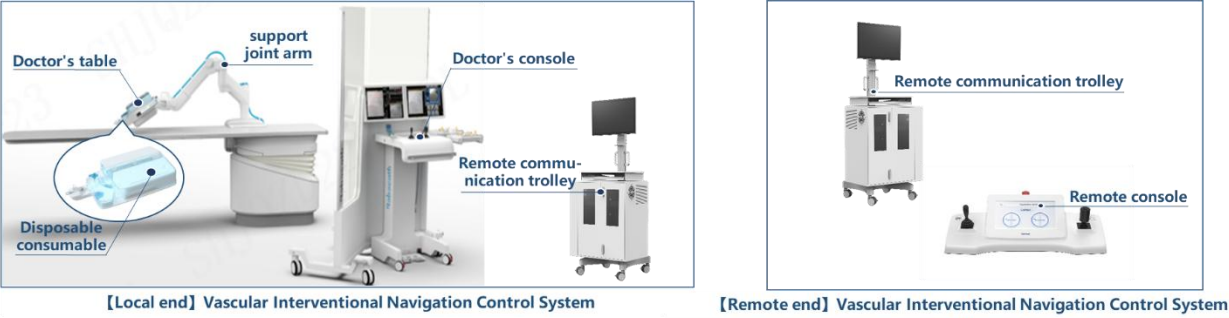 support
joint arm
Doctor's table
Doctor's console
Remote commu-
nication trolley
Disposable
consumable
【Local end】Vascular Interventional Navigation Control System
Remote communication trolley
Remote console
【Remote end】Vascular Interventional Navigation Control System